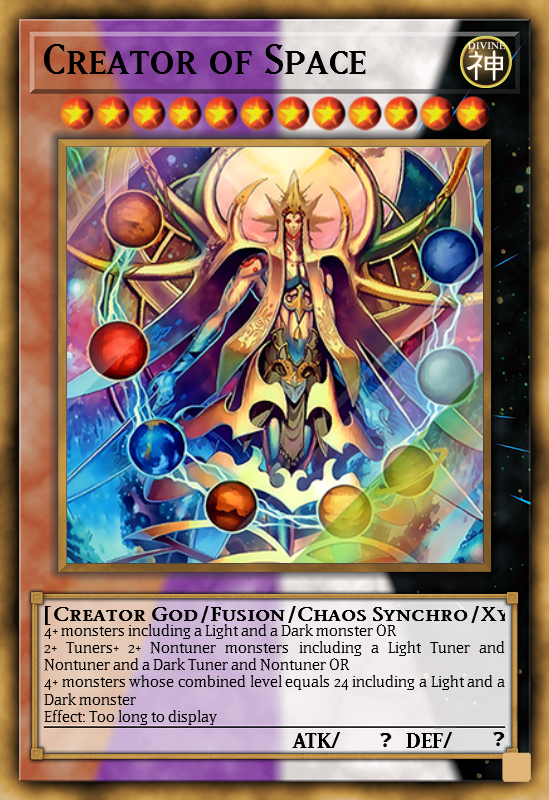 Creator of Space
DIVINE
神
[Creator God/Fusion/Chaos Synchro/Xy
4+ monsters including a Light and a Dark monster OR
2+ Tuners+ 2+ Nontuner monsters including a Light Tuner and
Nontuner and a Dark Tuner and Nontuner OR
4+ monsters whose combined level equals 24 including a Light and a
Dark monster
Effect: Too long to display
ATK/ ? DEF/ ?